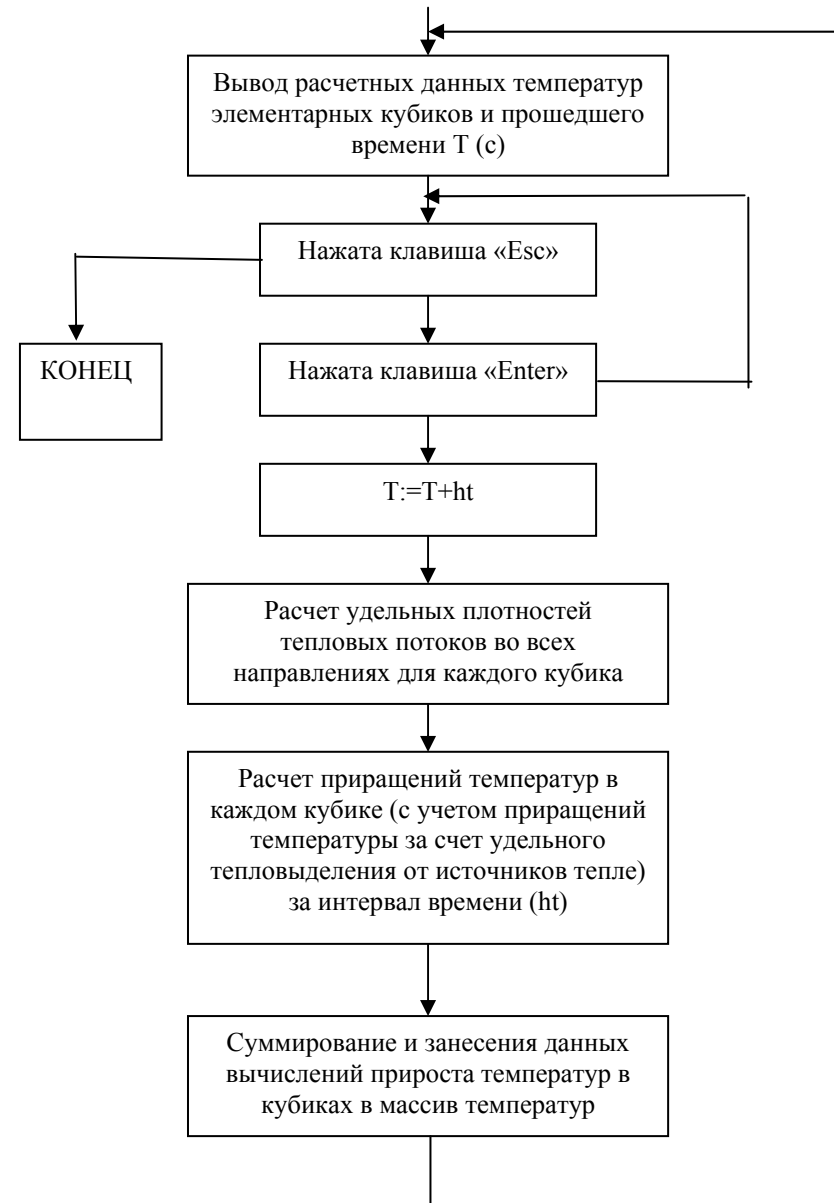 Вывод расчетных данных температур
элементарных кубиков и прошедшего
времени T (c)
Нажата клавиша «Esc»
КОНЕЦ
Нажата клавиша «Enter»
T:=T+ht
Расчет удельных плотностей
тепловых потоков во всех
направлениях для каждого кубика
Расчет приращений температур в
каждом кубике (с учетом приращений
температуры за счет удельного
тепловыделения от источников тепле)
за интервал времени (ht)
Суммирование и занесения данных
вычислений прироста температур в
кубиках в массив температур